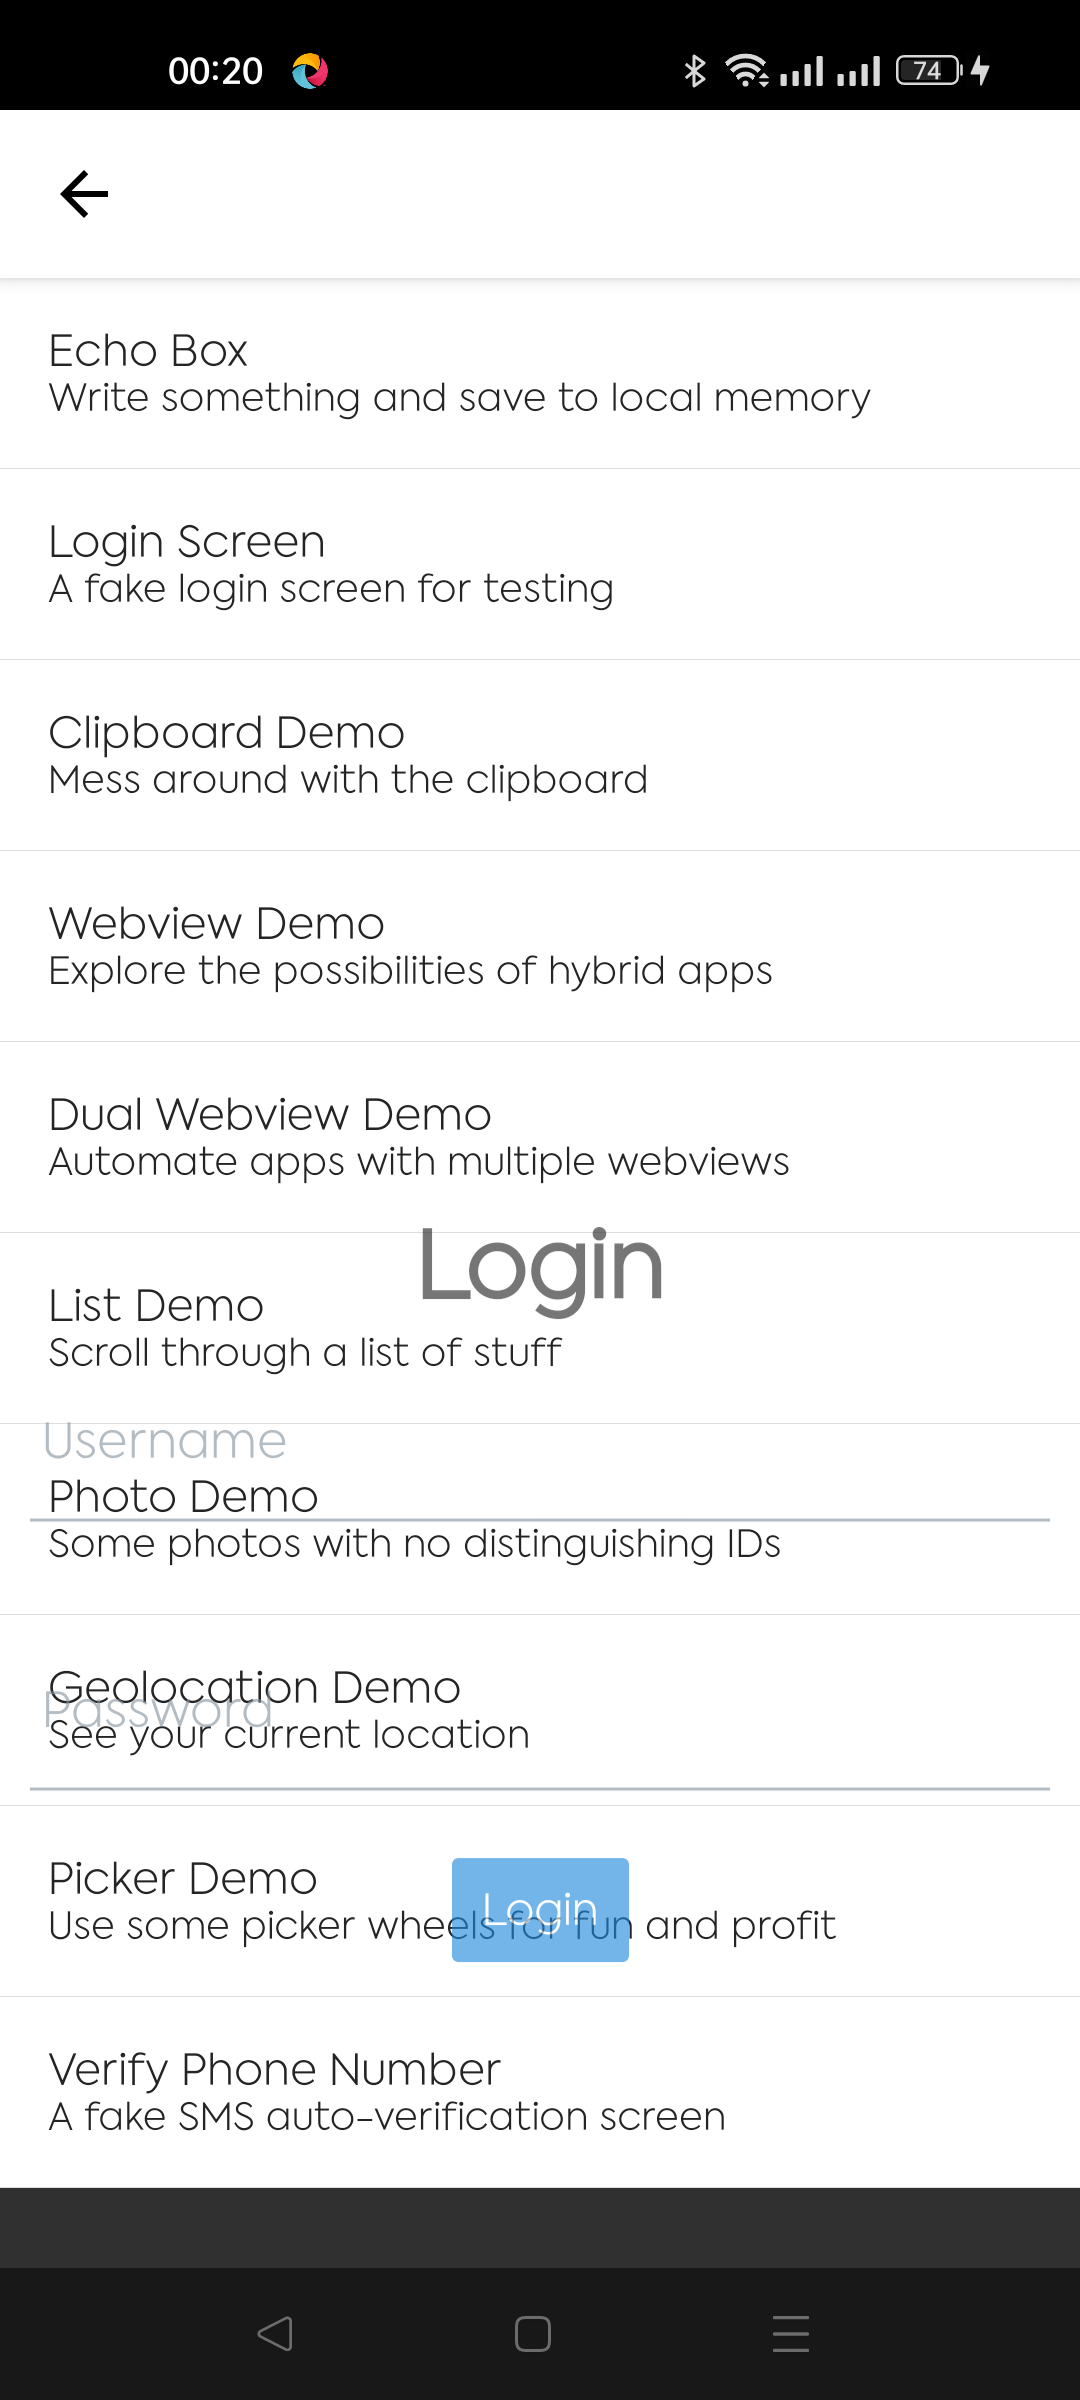 00:20
74
Echo Box
Write something and save to local memory
Login Screen
A fake login screen for testing
Clipboard Demo
Mess around with the clipboard
Webview Demo
Explore the possibilities of hybrid apps
Dual Webview Demo
Automate apps with multiple webviews
Login
List Demo
Scroll through a list of stuff
Username
Photo Demo
Some photos with no distinguishing IDs
Geolocation Demo
Password
See your current location
Picker Demo
Login
Use some picker wheels for fun and profit
Verify Phone Number
A fake SMS auto-verification screen